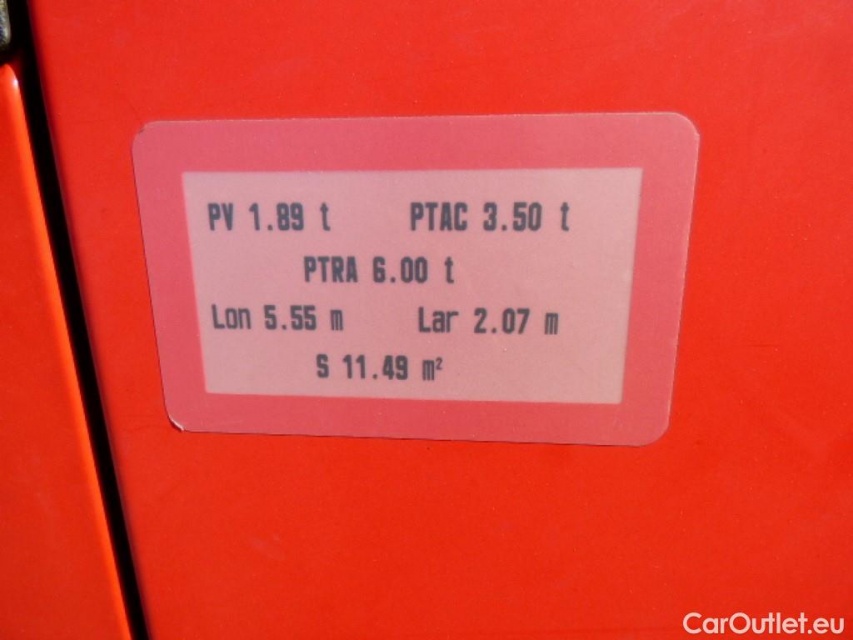 PV 1.89 t PTAC 3.50 t
PTRA 6.00 t
Lon 5.55 m Lar 2.07 m
S 11.49 m²
CarOutlet.eu